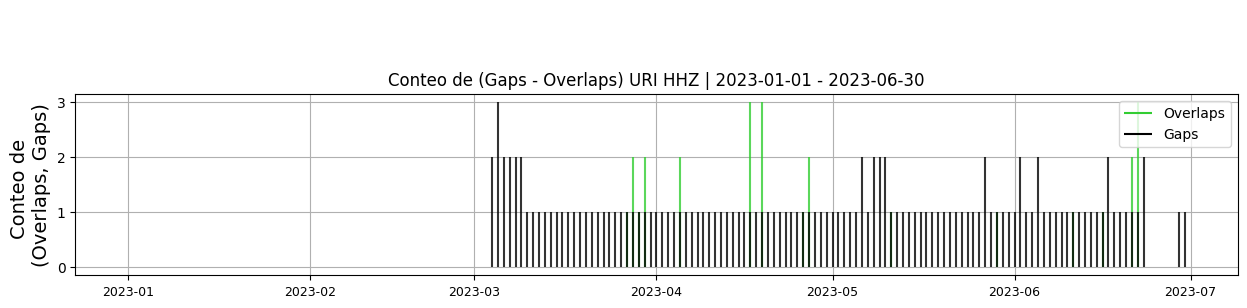 Conteo de (Gaps - Overlaps) URI HHZ | 2023-01-01 - 2023-06-30
Conteo de
(Overlaps, Gaps)
3
2
1
0
Overlaps
Gaps
2023-01 2023-02 2023-03 2023-04 2023-05 2023-06 2023-07